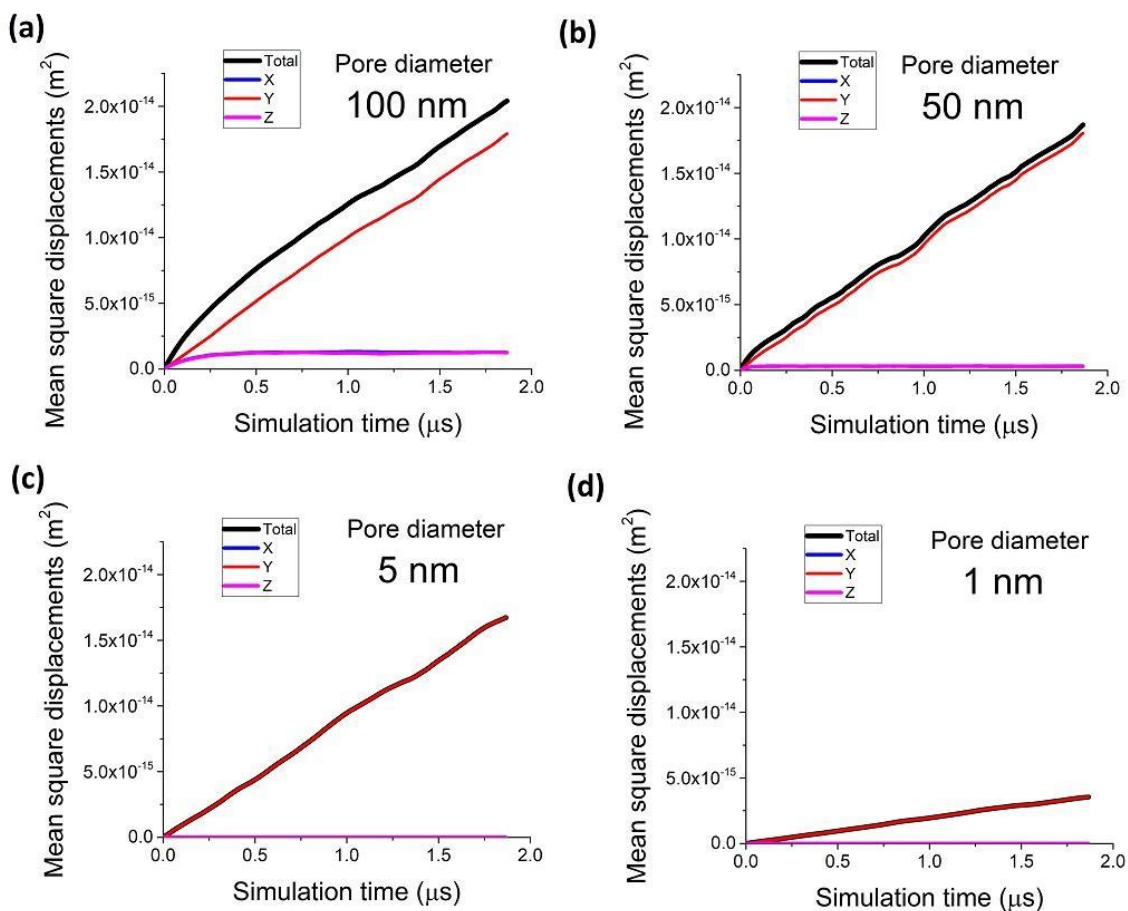 (a)
Total
X
Y
Z
Pore diameter
100 nm
Mean square displacements (m²)
2.0x10⁻¹⁴
1.5x10⁻¹⁴
1.0x10⁻¹⁴
5.0x10⁻¹⁵
0.0
0.0 0.5 1.0 1.5 2.0
Simulation time (μs)
(b)
Total
X
Y
Z
Pore diameter
50 nm
Mean square displacements (m²)
2.0x10⁻¹⁴
1.5x10⁻¹⁴
1.0x10⁻¹⁴
5.0x10⁻¹⁵
0.0
0.0 0.5 1.0 1.5 2.0
Simulation time (μs)
(c)
Total
X
Y
Z
Pore diameter
5 nm
Mean square displacements (m²)
2.0x10⁻¹⁴
1.5x10⁻¹⁴
1.0x10⁻¹⁴
5.0x10⁻¹⁵
0.0
0.0 0.5 1.0 1.5 2.0
Simulation time (μs)
(d)
Total
X
Y
Z
Pore diameter
1 nm
Mean square displacements (m²)
2.0x10⁻¹⁴
1.5x10⁻¹⁴
1.0x10⁻¹⁴
5.0x10⁻¹⁵
0.0
0.0 0.5 1.0 1.5 2.0
Simulation time (μs)